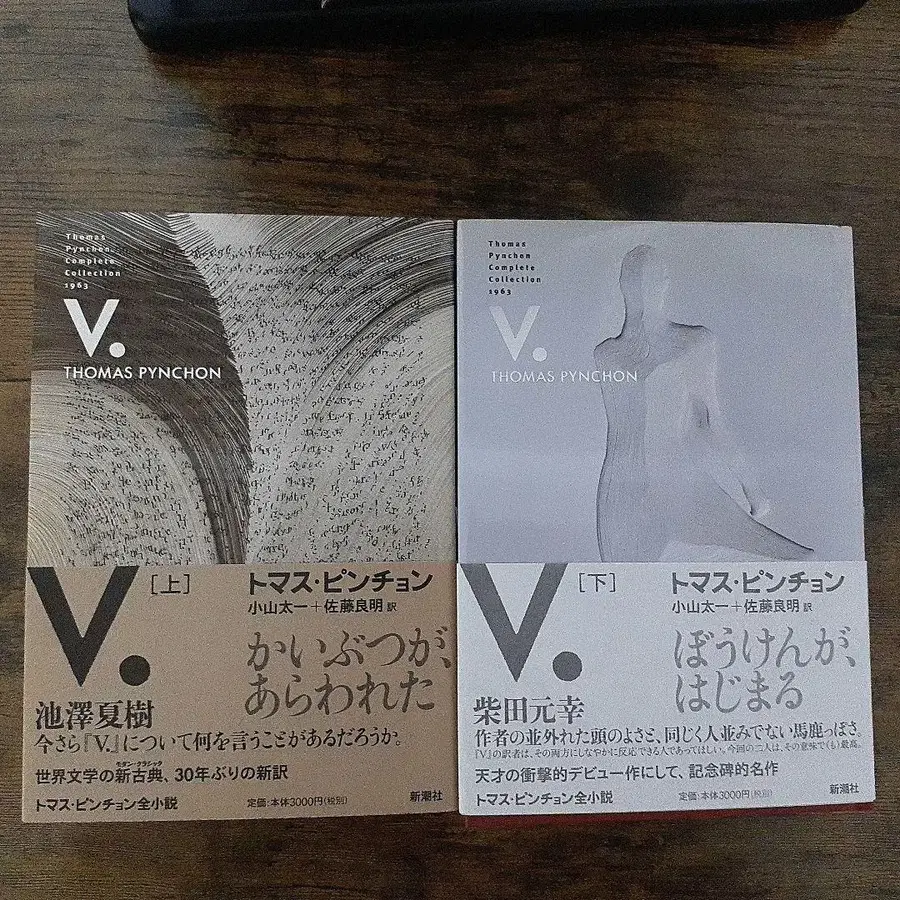 Thomas
Pynchon
Complete
Collection
1963
V.
THOMAS PYNCHON
V.
[上]
トマス・ピンチョン
小山太一+佐藤良明 訳
かいぶつが、
あらわれた
池澤夏樹
今さら『V.』について何を言うことがあるだろうか。
モダン・クラシック
世界文学の新古典、30年ぶりの新訳
トマス・ピンチョン全小説
定価:本体3000円(税別)
新潮社
Thomas
Pynchon
Complete
Collection
1963
V.
THOMAS PYNCHON
V.
[下]
トマス・ピンチョン
小山太一+佐藤良明 訳
ぼうけんが、
はじまる
柴田元幸
作者の並外れた頭のよさと、同じく人並みでない馬鹿っぽさ。
『V.』の訳者は、その両方にしなやかに反応できる人であってほしい。今回の二人は、その意味で(も)最高。
天才の衝撃的デビュー作にして、記念碑的名作
トマス・ピンチョン全小説
定価:本体3000円(税別)
新潮社